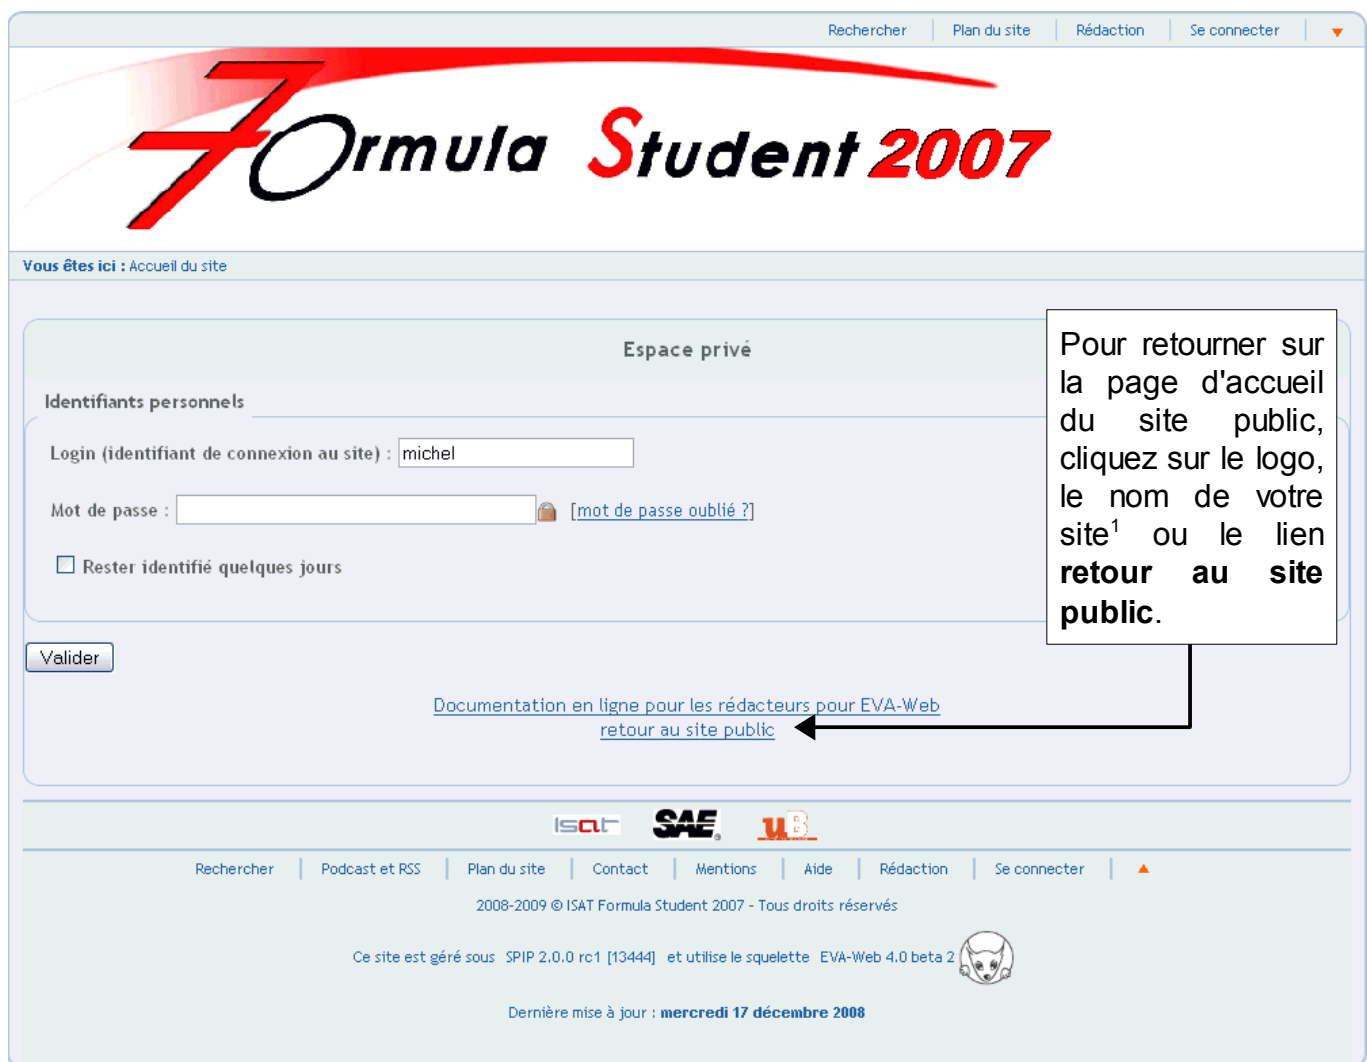 Rechercher Plan du site Rédaction Se connecter
Formula Student 2007
Vous êtes ici : Accueil du site
Espace privé
Identifiants personnels
Login (identifiant de connexion au site) : michel
Mot de passe : [mot de passe oublié ?]
Rester identifié quelques jours
Valider
Pour retourner sur
la page d'accueil
du site public,
cliquez sur le logo,
le nom de votre
site¹ ou le lien
retour au site
public.
Documentation en ligne pour les rédacteurs pour EVA-Web
retour au site public
Isat SAE uB
Rechercher Podcast et RSS Plan du site Contact Mentions Aide Rédaction Se connecter
2008-2009 © ISAT Formula Student 2007 - Tous droits réservés
Ce site est géré sous SPIP 2.0.0 rc1 [13444] et utilise le squelette EVA-Web 4.0 beta 2
Dernière mise à jour : mercredi 17 décembre 2008